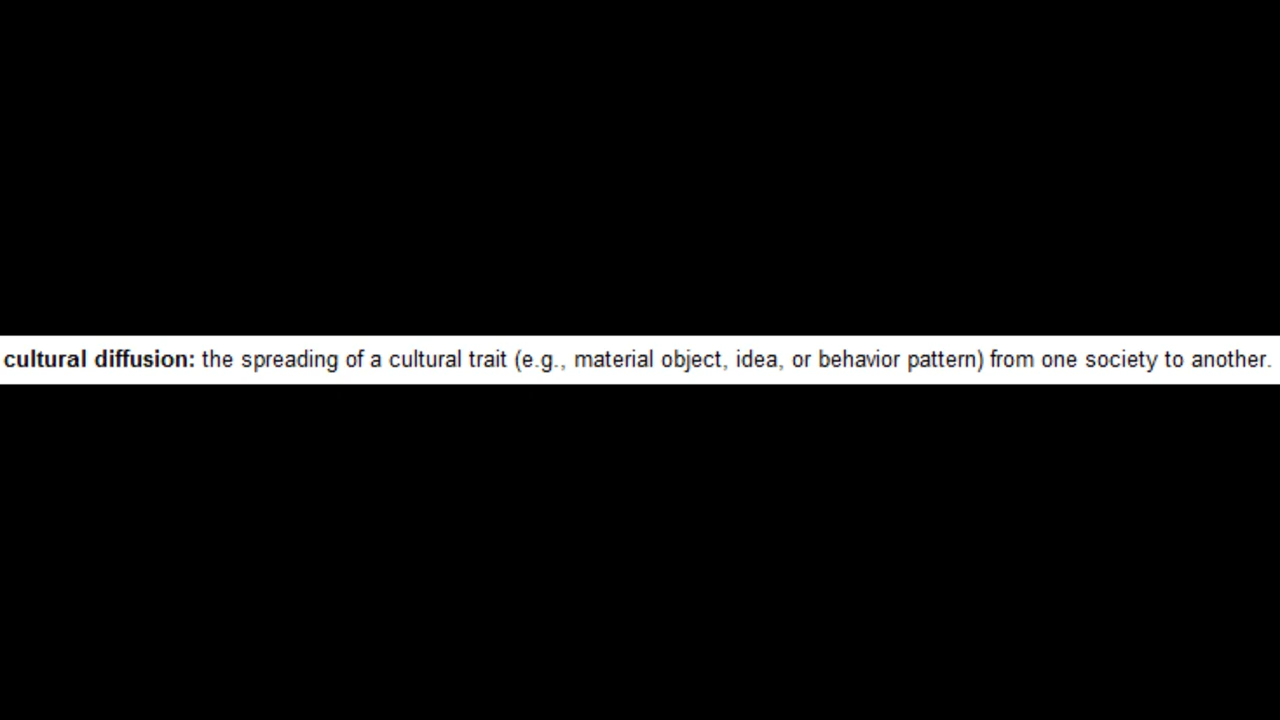 cultural diffusion: the spreading of a cultural trait (e.g., material object, idea, or behavior pattern) from one society to another.